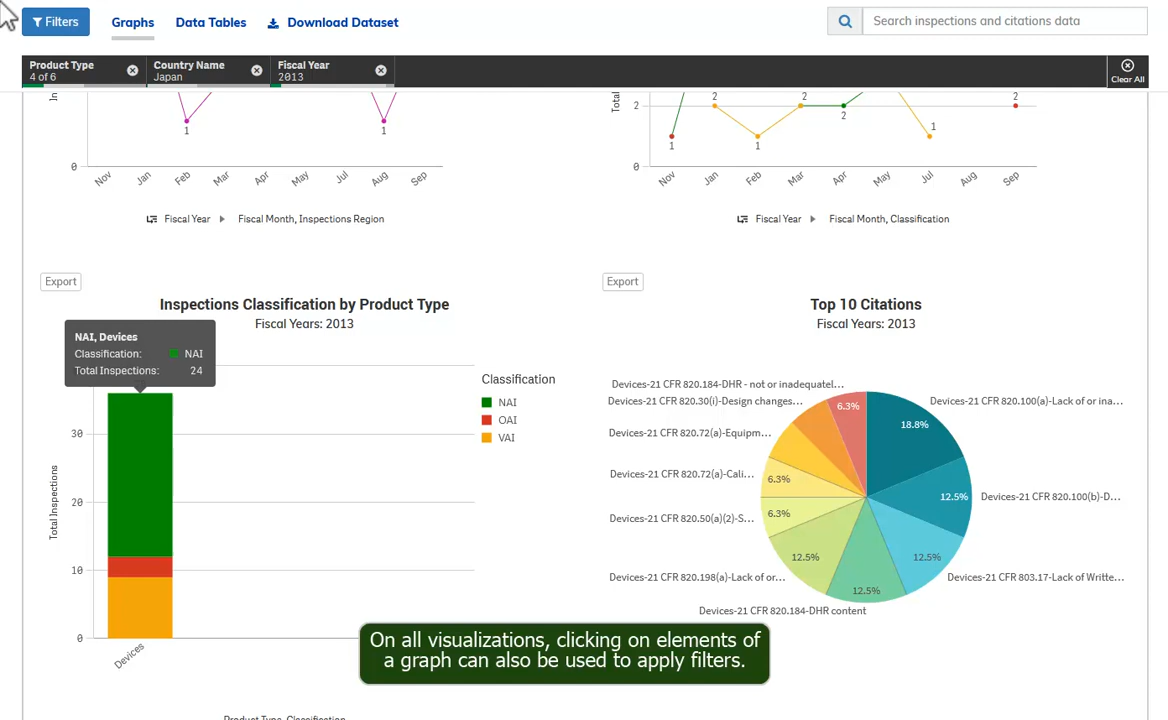 Filters
Graphs
Data Tables
Download Dataset
Search inspections and citations data
Product Type
4 of 6
Country Name
Japan
Fiscal Year
2013
Clear All
In
1
1
0
Nov Jan Feb Mar Apr May Jul Aug Sep
Fiscal Year Fiscal Month, Inspections Region
Total
2
0
1
2
1
2
2
1
2
Nov Jan Feb Mar Apr May Jul Aug Sep
Fiscal Year Fiscal Month, Classification
Export
Inspections Classification by Product Type
Fiscal Years: 2013
NAI, Devices
Classification: NAI
Total Inspections: 24
Total Inspections
30
20
10
0
Devices
Classification
NAI
OAI
VAI
Product Type, Classification
Export
Top 10 Citations
Fiscal Years: 2013
Devices-21 CFR 820.184-DHR - not or inadequatel...
Devices-21 CFR 820.30(i)-Design changes...
Devices-21 CFR 820.72(a)-Equipm...
Devices-21 CFR 820.72(a)-Cali...
Devices-21 CFR 820.50(a)(2)-S...
Devices-21 CFR 820.198(a)-Lack of or...
Devices-21 CFR 820.184-DHR content
Devices-21 CFR 820.100(a)-Lack of or ina...
Devices-21 CFR 820.100(b)-D...
Devices-21 CFR 803.17-Lack of Writte...
6.3%
18.8%
6.3%
12.5%
6.3%
12.5%
12.5%
12.5%
On all visualizations, clicking on elements of
a graph can also be used to apply filters.